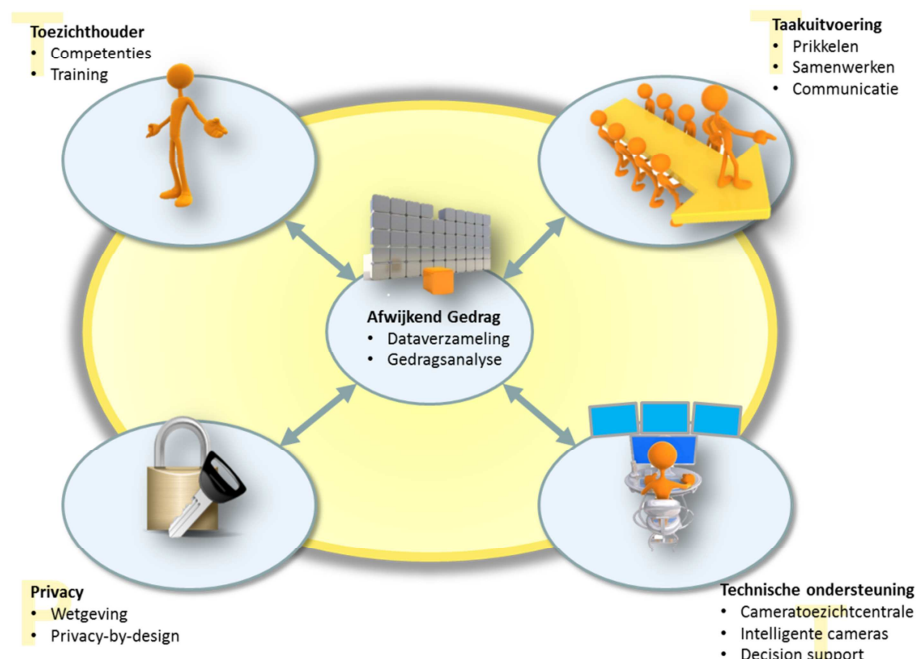 Toezichthouder
• Competenties
• Training
Taakuitvoering
• Prikkelen
• Samenwerken
• Communicatie
Afwijkend Gedrag
• Dataverzameling
• Gedragsanalyse
Privacy
• Wetgeving
• Privacy-by-design
Technische ondersteuning
• Cameratoezichtcentrale
• Intelligente cameras
• Decision support
T
T
P
T